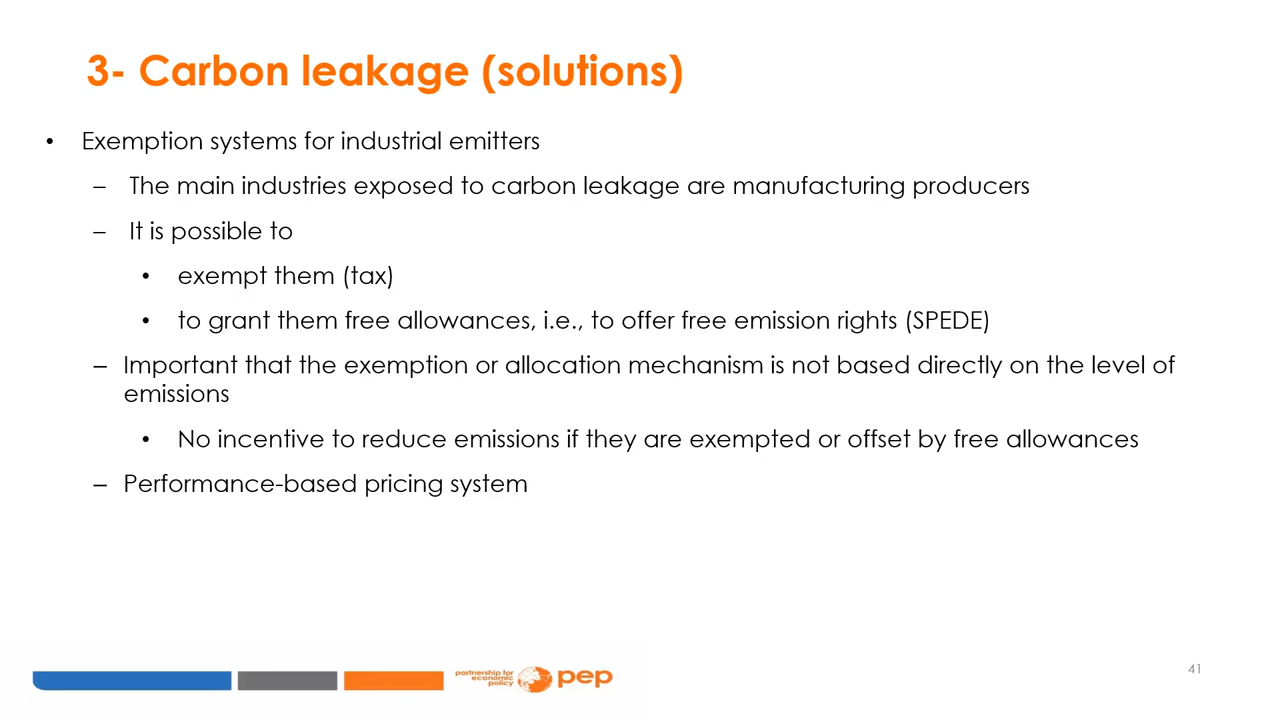 3- Carbon leakage (solutions)
• Exemption systems for industrial emitters
– The main industries exposed to carbon leakage are manufacturing producers
– It is possible to
• exempt them (tax)
• to grant them free allowances, i.e., to offer free emission rights (SPEDE)
– Important that the exemption or allocation mechanism is not based directly on the level of
emissions
• No incentive to reduce emissions if they are exempted or offset by free allowances
– Performance-based pricing system
partnership for
economic
policy
pep
41